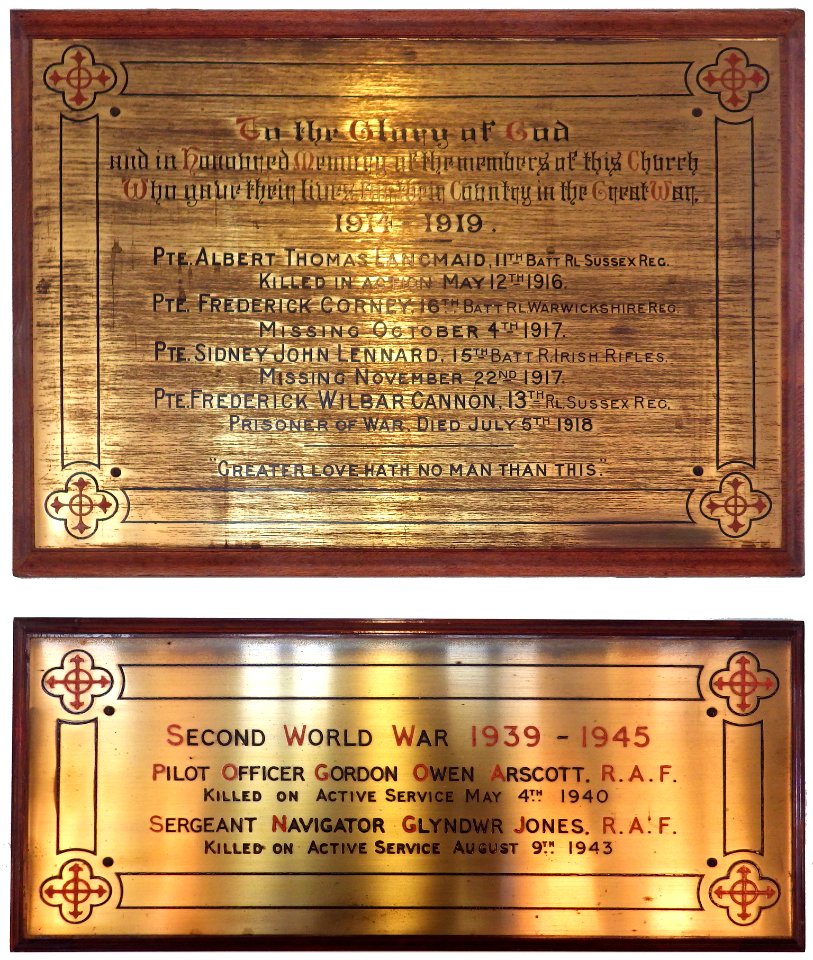 To the Glory of God
and in Honoured Memory of the members of this Church
Who gave their lives for their Country in the Great War.
1914 - 1919.
PTE. ALBERT THOMAS LANGMAID, 11TH BATT RL SUSSEX REG.
KILLED IN ACTION MAY 12TH 1916.
PTE. FREDERICK CORNEY, 16TH BATT RL WARWICKSHIRE REG.
MISSING OCTOBER 4TH 1917.
PTE. SIDNEY JOHN LENNARD, 15TH BATT R. IRISH RIFLES.
MISSING NOVEMBER 22ND 1917.
PTE. FREDERICK WILBAR CANNON, 13TH RL SUSSEX REG.
PRISONER OF WAR, DIED JULY 5TH 1918
"GREATER LOVE HATH NO MAN THAN THIS."
SECOND WORLD WAR 1939 - 1945
PILOT OFFICER GORDON OWEN ARSCOTT, R.A.F.
KILLED ON ACTIVE SERVICE MAY 4TH 1940
SERGEANT NAVIGATOR GLYNDWR JONES, R.A.F.
KILLED ON ACTIVE SERVICE AUGUST 9TH 1943